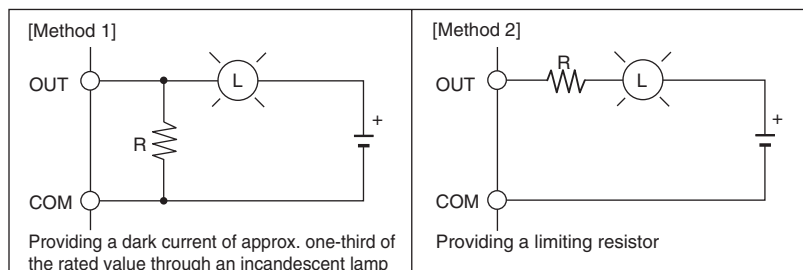 [Method 1]
OUT
L
R
+
COM
Providing a dark current of approx. one-third of
the rated value through an incandescent lamp
[Method 2]
OUT
R
L
+
COM
Providing a limiting resistor